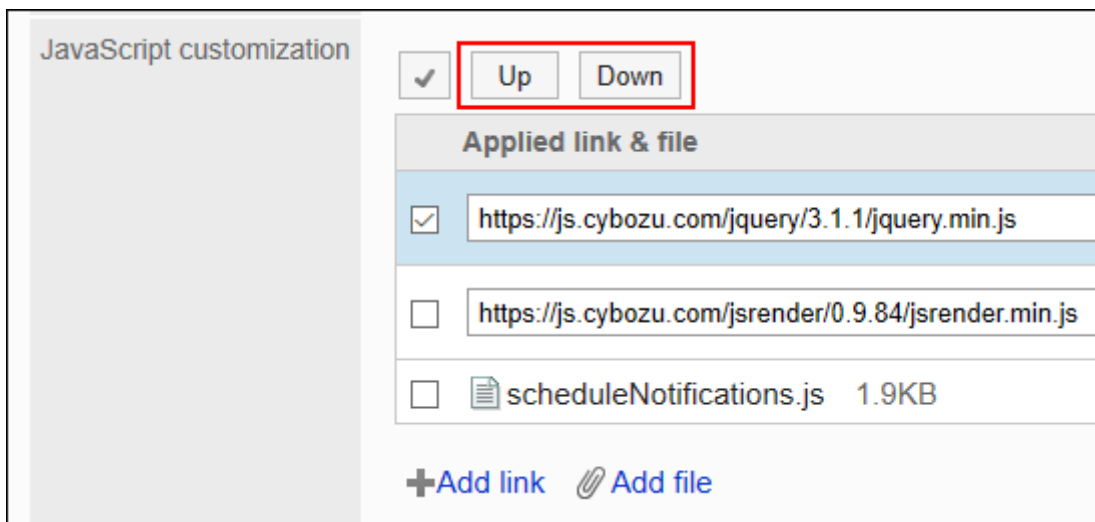 JavaScript customization
Up Down
Applied link & file
https://js.cybozu.com/jquery/3.1.1/jquery.min.js
https://js.cybozu.com/jsrender/0.9.84/jsrender.min.js
scheduleNotifications.js 1.9KB
Add link Add file